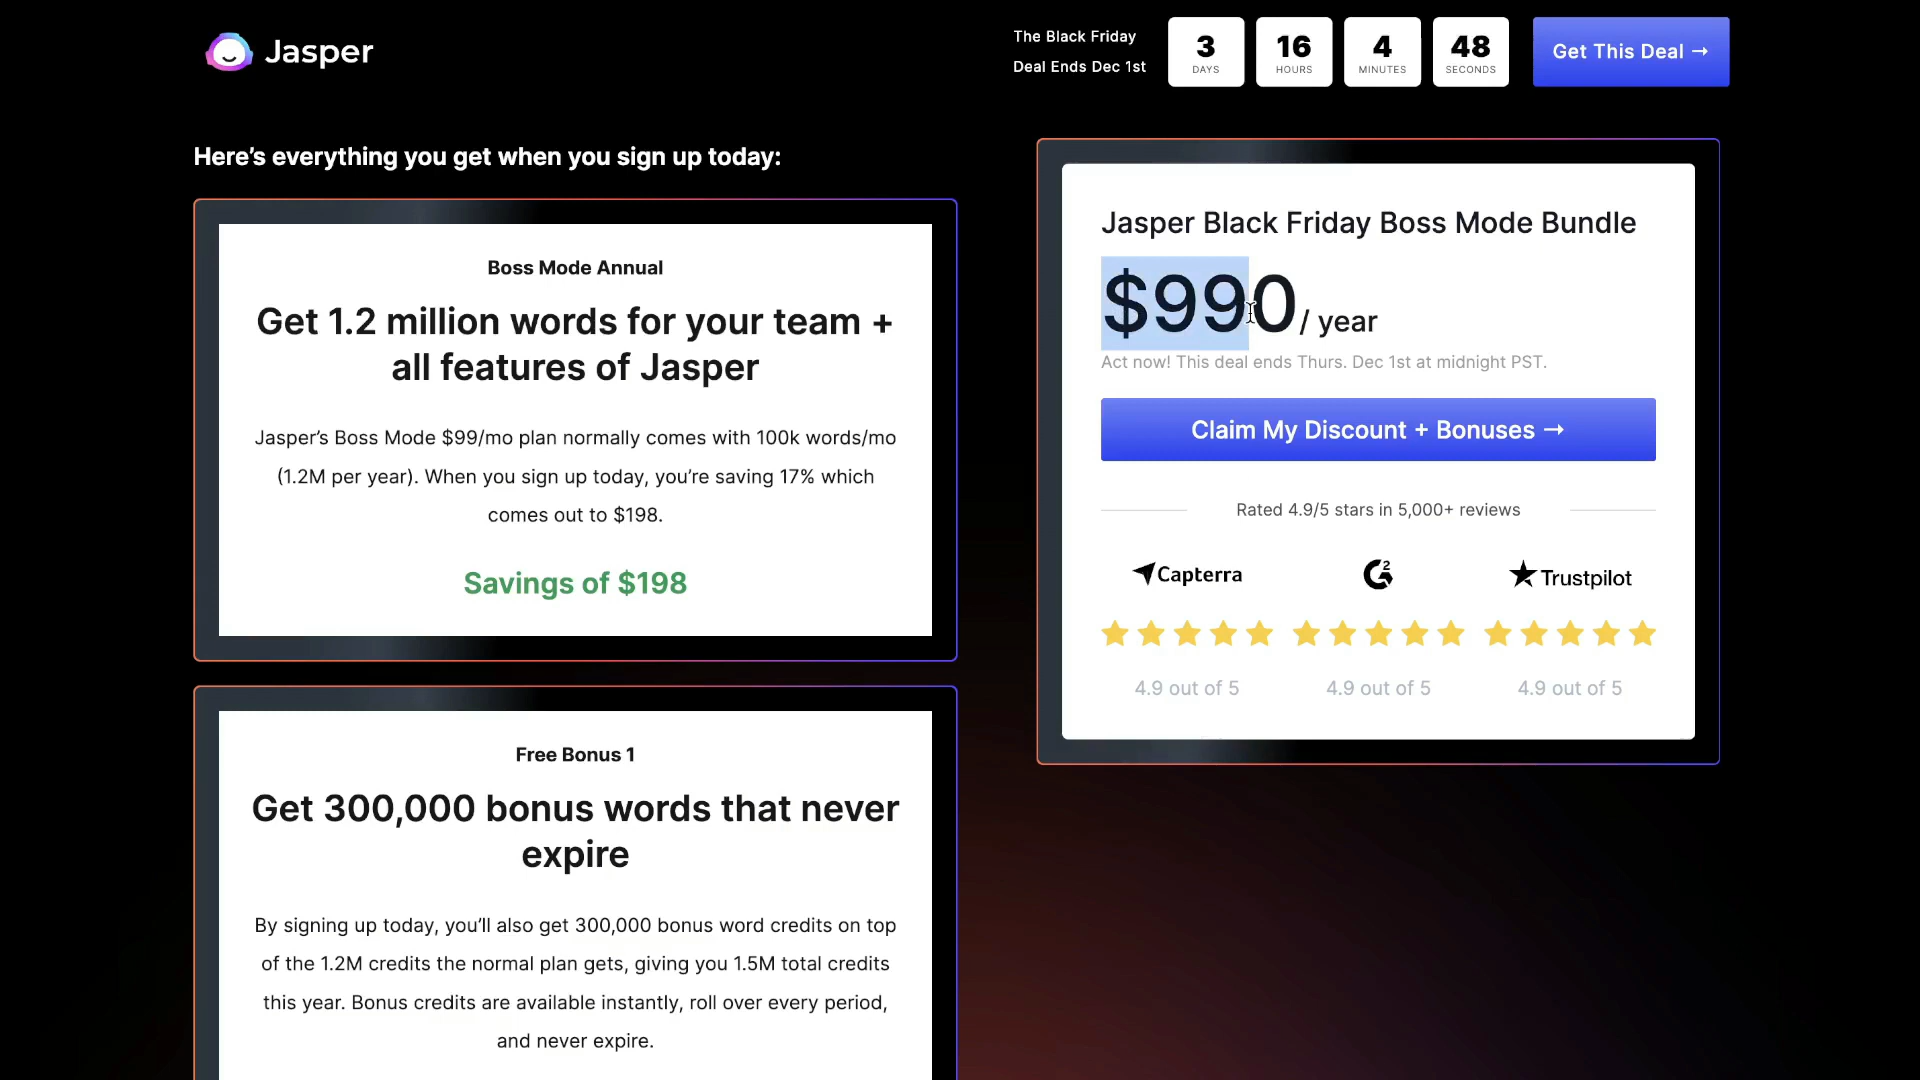 Jasper
The Black Friday
Deal Ends Dec 1st
3
DAYS
16
HOURS
4
MINUTES
48
SECONDS
Get This Deal →
Here’s everything you get when you sign up today:
Boss Mode Annual
Get 1.2 million words for your team +
all features of Jasper
Jasper’s Boss Mode $99/mo plan normally comes with 100k words/mo
(1.2M per year). When you sign up today, you’re saving 17% which
comes out to $198.
Savings of $198
Free Bonus 1
Get 300,000 bonus words that never
expire
By signing up today, you’ll also get 300,000 bonus word credits on top
of the 1.2M credits the normal plan gets, giving you 1.5M total credits
this year. Bonus credits are available instantly, roll over every period,
and never expire.
Jasper Black Friday Boss Mode Bundle
$990/ year
Act now! This deal ends Thurs. Dec 1st at midnight PST.
Claim My Discount + Bonuses →
Rated 4.9/5 stars in 5,000+ reviews
Capterra
G2
Trustpilot
4.9 out of 5
4.9 out of 5
4.9 out of 5